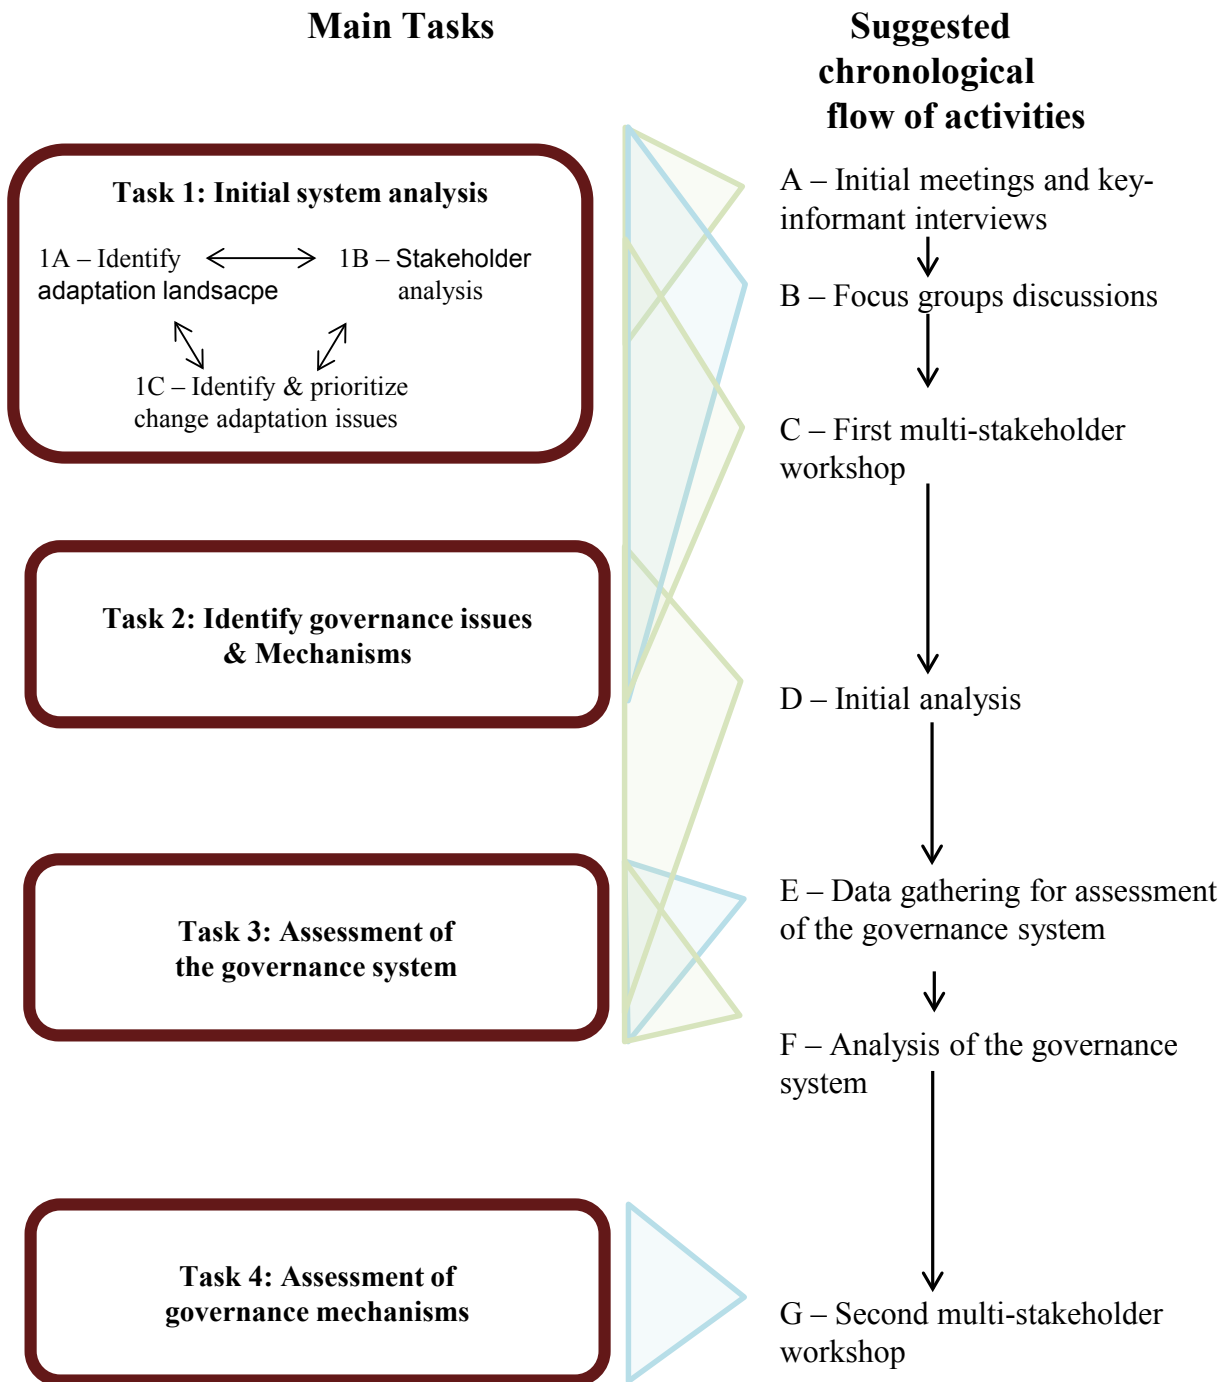 Main Tasks
Suggested
chronological
flow of activities
Task 1: Initial system analysis
1A – Identify
adaptation landsacpe
1B – Stakeholder
analysis
1C – Identify & prioritize
change adaptation issues
Task 2: Identify governance issues
& Mechanisms
Task 3: Assessment of
the governance system
Task 4: Assessment of
governance mechanisms
A – Initial meetings and key-
informant interviews
B – Focus groups discussions
C – First multi-stakeholder
workshop
D – Initial analysis
E – Data gathering for assessment
of the governance system
F – Analysis of the governance
system
G – Second multi-stakeholder
workshop